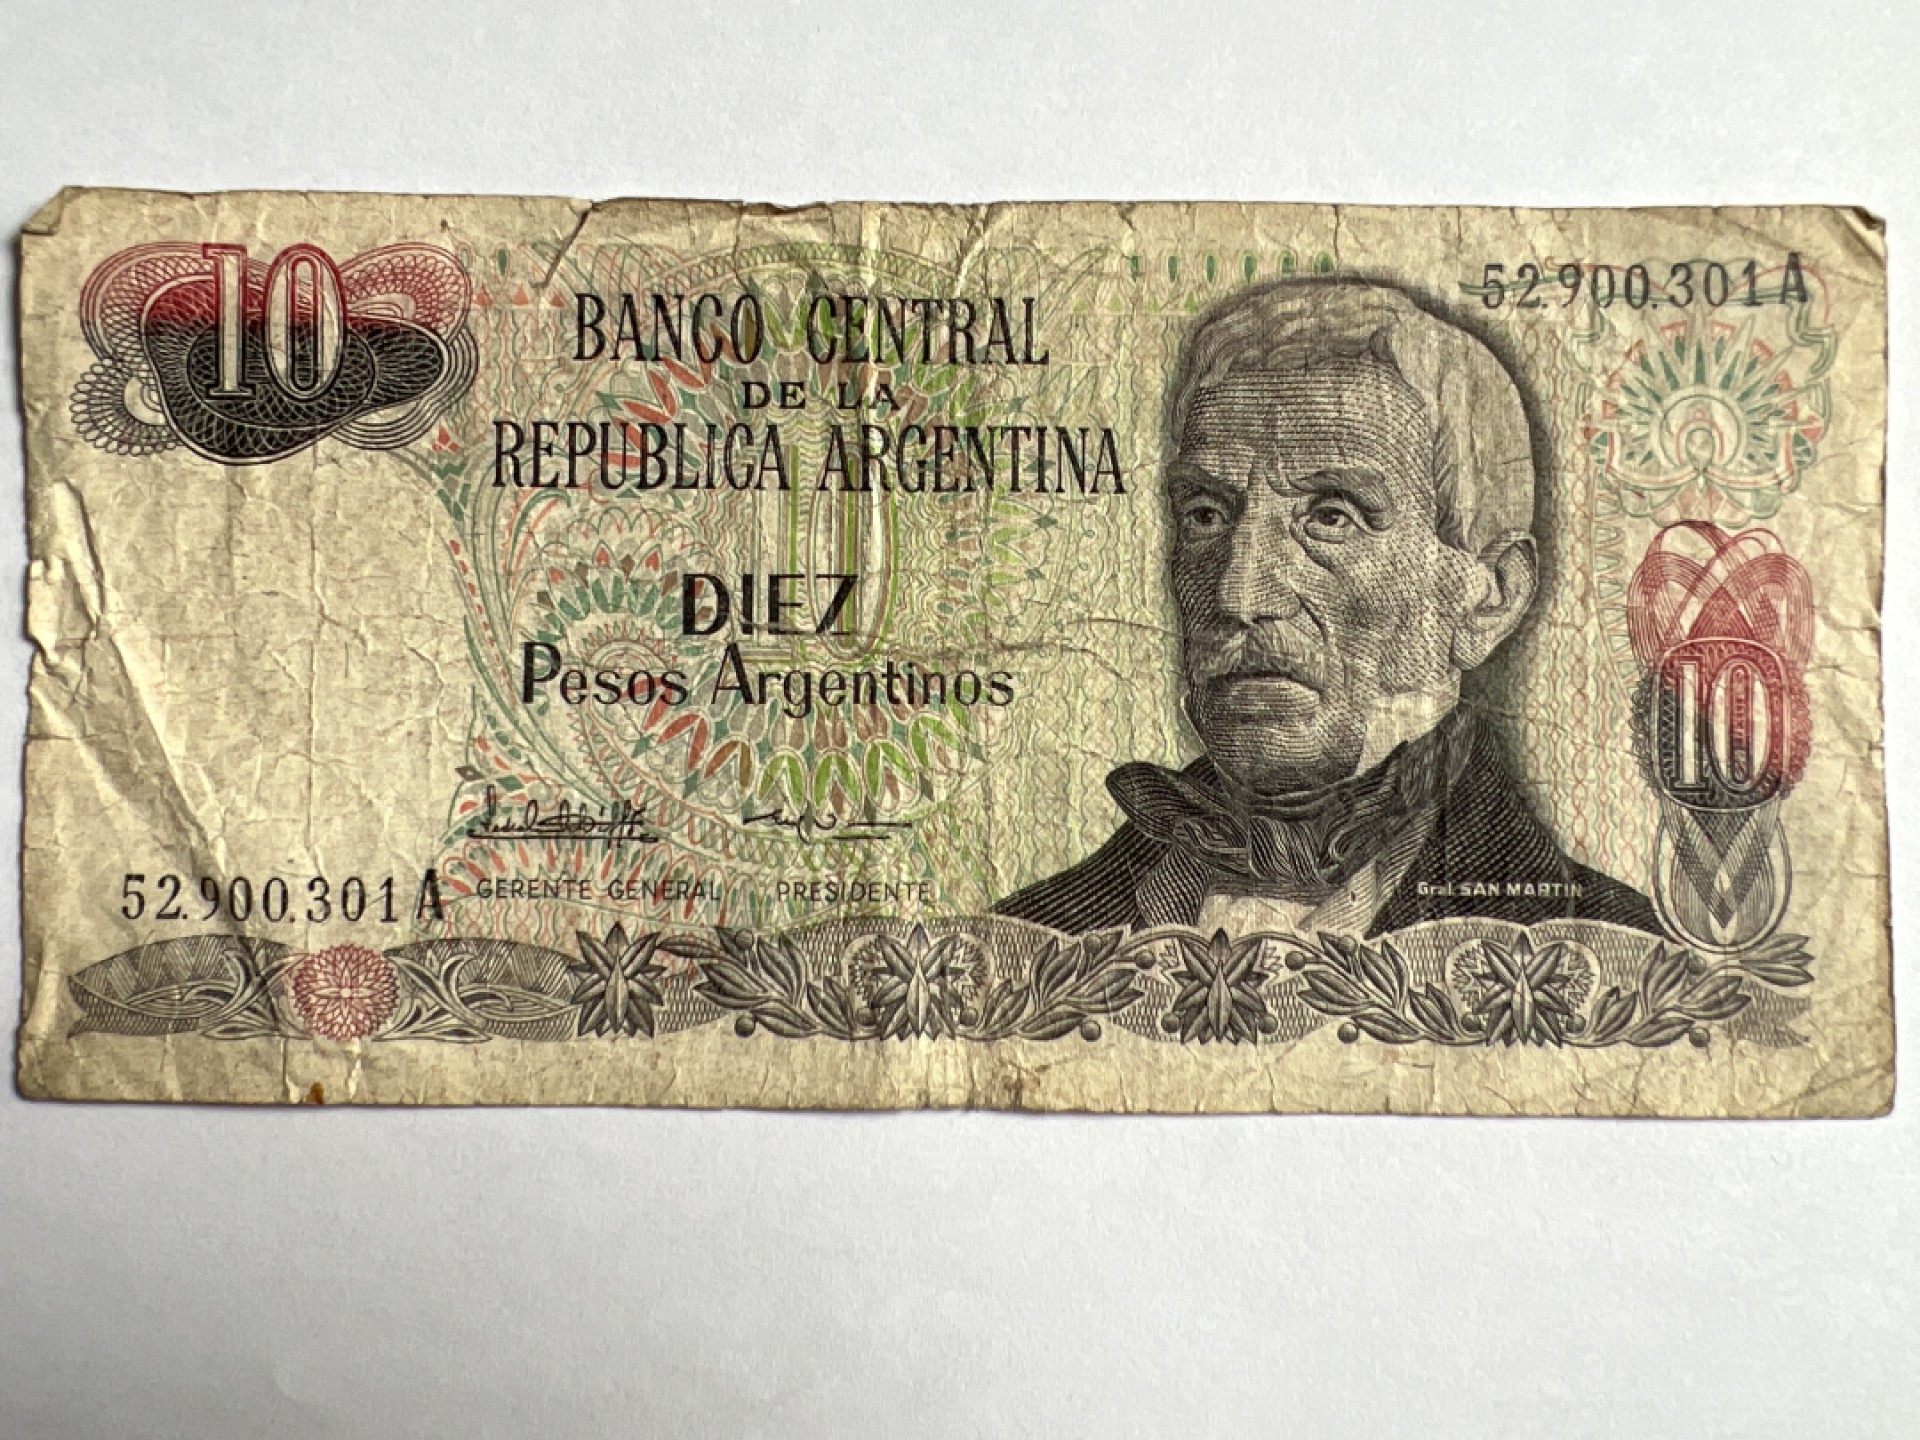 10
52.900.301 A
BANCO CENTRAL
DE LA
REPUBLICA ARGENTINA
10
DIEZ
Pesos Argentinos
10
52.900.301 A
GERENTE GENERAL PRESIDENTE
Gral. SAN MARTIN